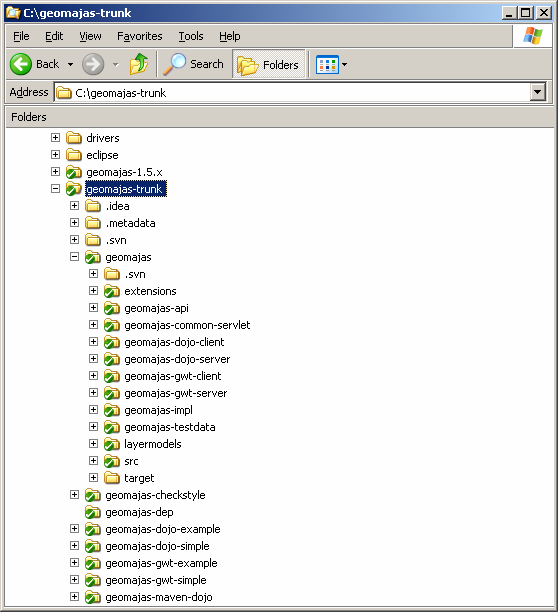 C:\geomajas-trunk
File Edit View Favorites Tools Help
Back Search Folders
Address C:\geomajas-trunk
Folders
drivers
eclipse
geomajas-1.5.x
geomajas-trunk
.idea
.metadata
.svn
geomajas
.svn
extensions
geomajas-api
geomajas-common-servlet
geomajas-dojo-client
geomajas-dojo-server
geomajas-gwt-client
geomajas-gwt-server
geomajas-impl
geomajas-testdata
layermodels
src
target
geomajas-checkstyle
geomajas-dep
geomajas-dojo-example
geomajas-dojo-simple
geomajas-gwt-example
geomajas-gwt-simple
geomajas-maven-dojo